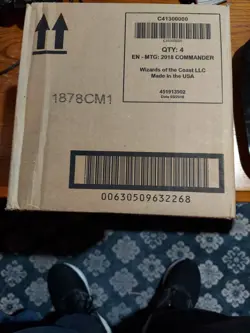 C41300000
QTY: 4
EN - MTG: 2018 COMMANDER
Wizards of the Coast LLC
Made in the USA
1878CM1
00630509632268